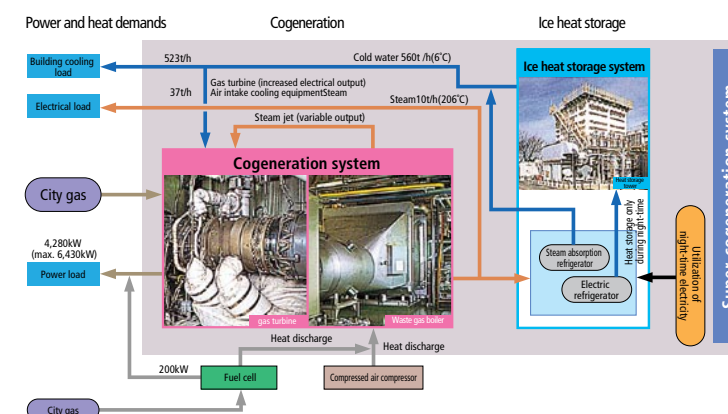 Power and heat demands
Cogeneration
Ice heat storage
Building cooling
load
523t/h
Cold water 560t /h(6˚C)
Ice heat storage system
Gas turbine (increased electrical output)
37t/h
Air intake cooling equipmentSteam
Electrical load
Steam10t/h(206˚C)
Steam jet (variable output)
Cogeneration system
Heat storage
tower
City gas
Heat storage only
during night-time
Utilization of
night-time electricity
Super cogeneration system
4,280kW
(max. 6,430kW)
Power load
Steam absorption
refrigerator
Electric
refrigerator
gas turbine
Waste gas boiler
Heat discharge
Heat discharge
200kW
Fuel cell
Compressed air compressor
City gas